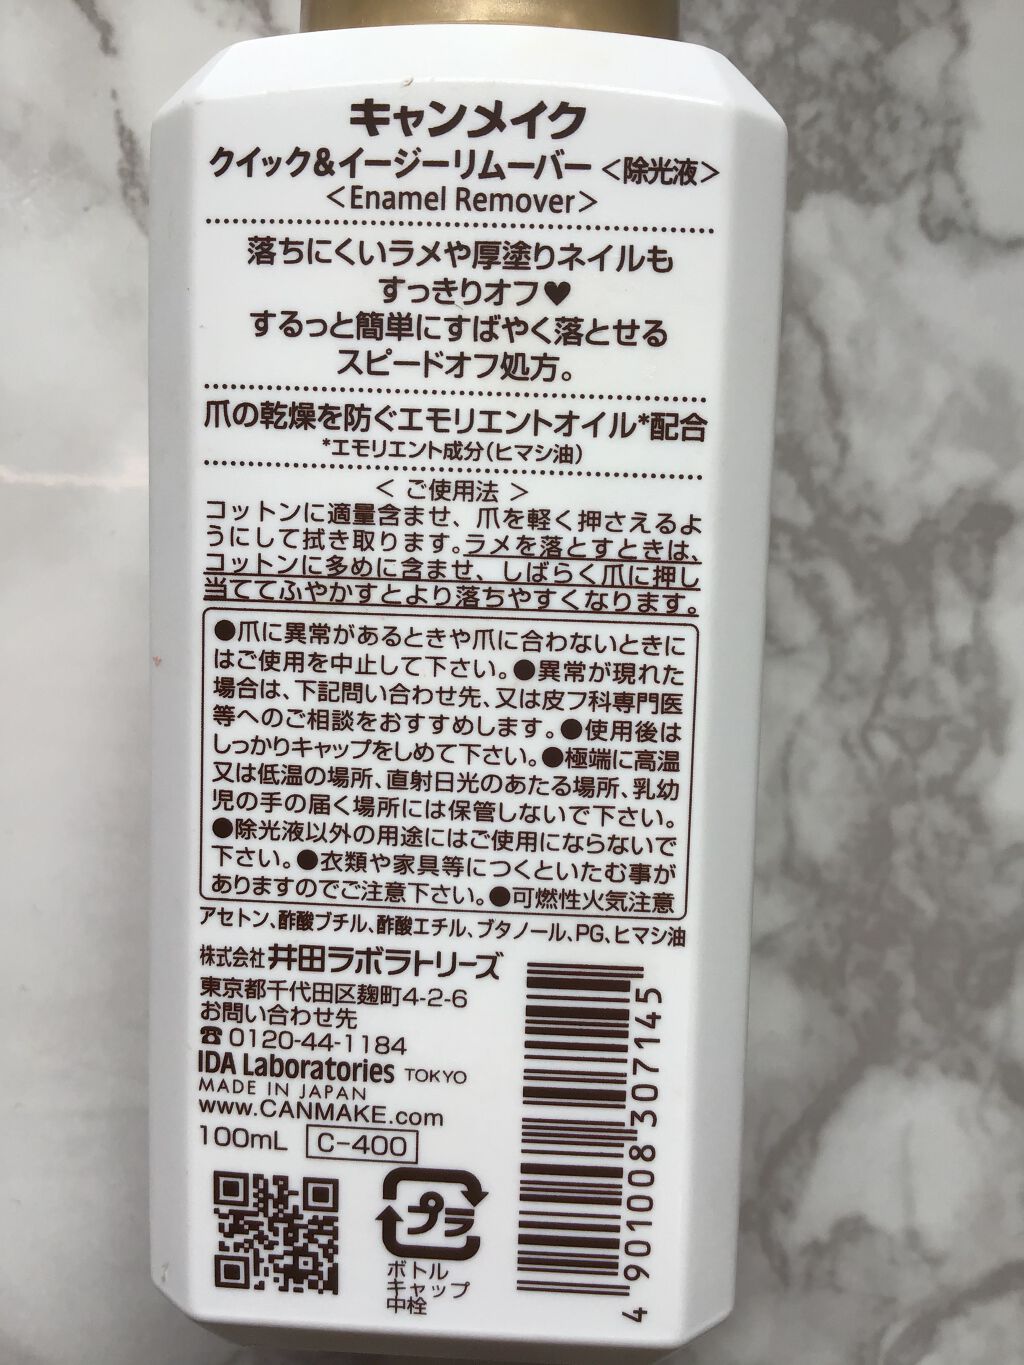 キャンメイク
クイック&イージーリムーバー <除光液>
<Enamel Remover>
落ちにくいラメや厚塗りネイルも
すっきりオフ♥
するっと簡単にすばやく落とせる
スピードオフ処方。
爪の乾燥を防ぐエモリエントオイル*配合
*エモリエント成分(ヒマシ油)
< ご使用法 >
コットンに適量含ませ、爪を軽く押さえるよ
うにして拭き取ります。ラメを落とすときは、
コットンに多めに含ませ、しばらく爪に押し
当ててふやかすとより落ちやすくなります。
●爪に異常があるときや爪に合わないときに
はご使用を中止して下さい。●異常が現れた
場合は、下記問い合わせ先、又は皮フ科専門医
等へのご相談をおすすめします。●使用後は
しっかりキャップをしめて下さい。●極端に高温
又は低温の場所、直射日光のあたる場所、乳幼
児の手の届く場所には保管しないで下さい。
●除光液以外の用途にはご使用にならないで
下さい。●衣類や家具等につくといたむ事が
ありますのでご注意下さい。●可燃性火気注意
アセトン、酢酸ブチル、酢酸エチル、ブタノール、PG、ヒマシ油
株式会社 井田ラボラトリーズ
東京都千代田区麹町4-2-6
お問い合わせ先
☎0120-44-1184
IDA Laboratories TOKYO
MADE IN JAPAN
www.CANMAKE.com
100mL C-400
プラ
ボトル
キャップ
中栓
4 901008 307145